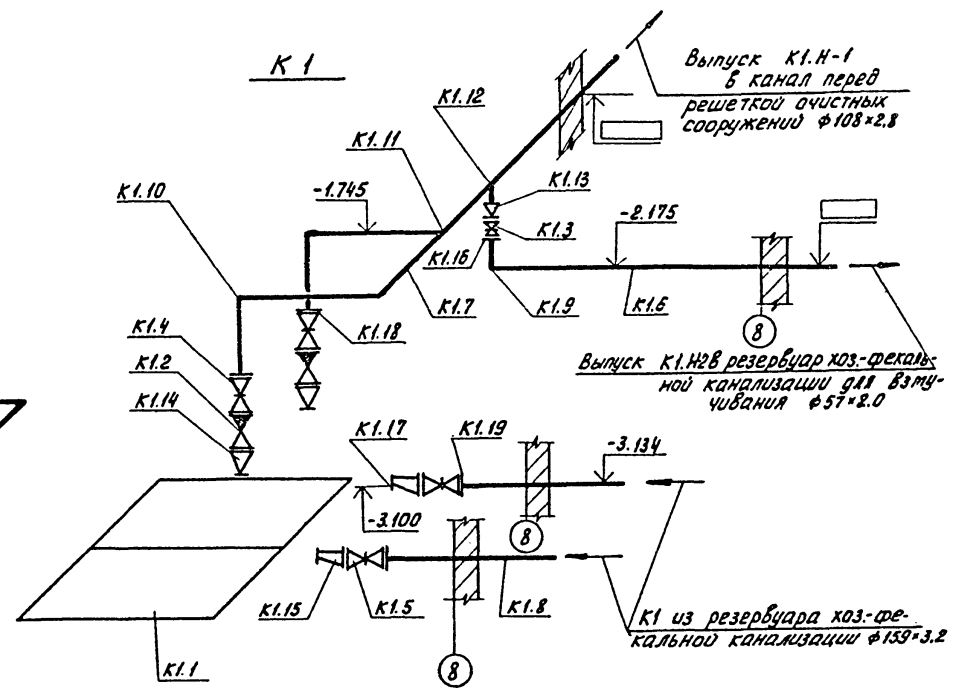 К 1
Выпуск К1.Н-1
в канал перед
решеткой очистных
сооружений ф108×2,8
К1.12
К1.11
К1.10
-1.745
К1.13
К1.3
К1.16
-2.175
К1.7
К1.9
К1.6
К1.18
8
К1.4
К1.2
К1.14
Выпуск К1.Н2в резервуар хоз.-фекаль-
ной канализации для взму-
чивания ф57×2.0
К1.17
К1.19
-3.134
-3.100
8
К1.15
К1.5
К1.8
К1 из резервуара хоз.-фе-
кальной канализации ф159×3.2
К1.1
8